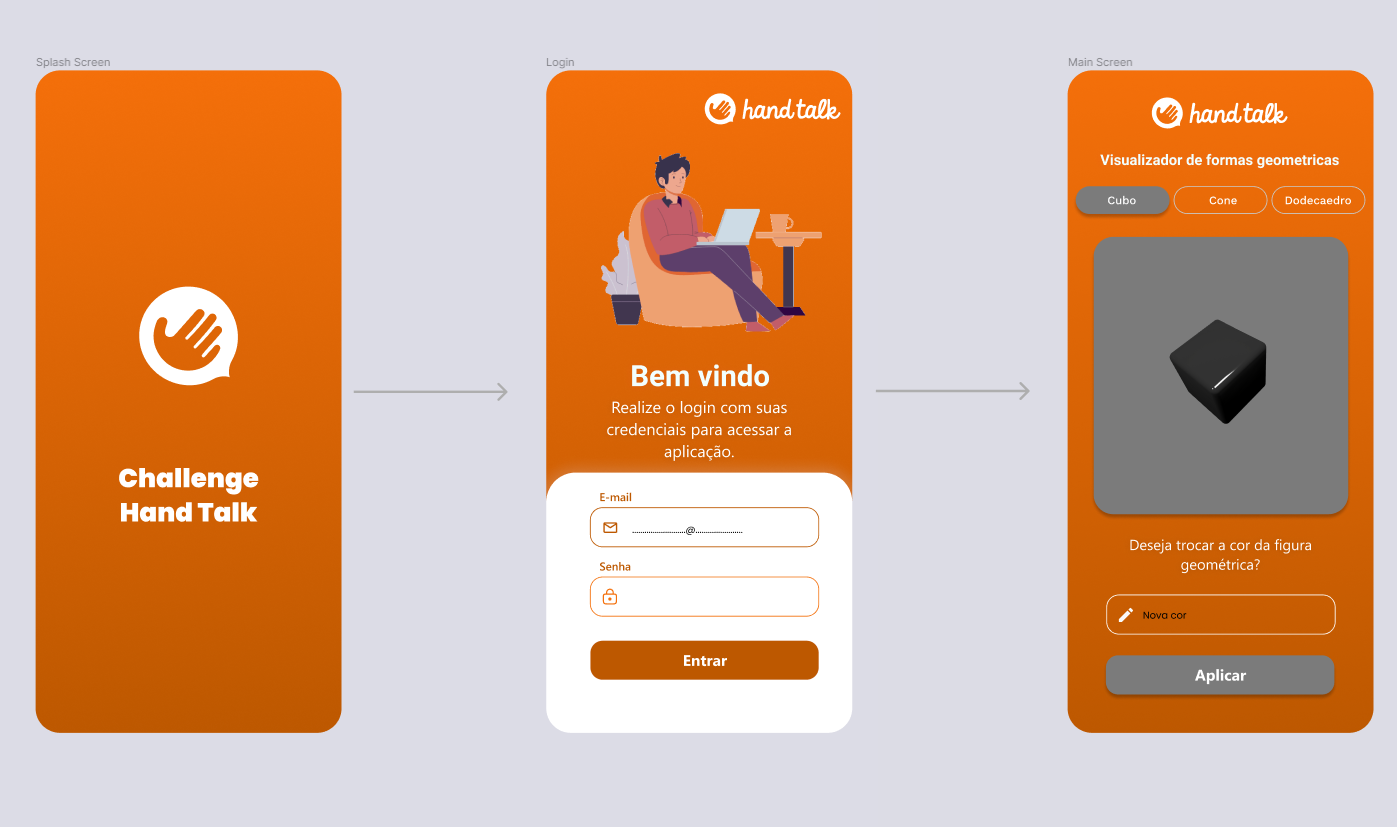 Splash Screen
Challenge
Hand Talk
Login
hand talk
Bem vindo
Realize o login com suas
credenciais para acessar a
aplicação.
E-mail
........................@......................
Senha
Entrar
Main Screen
hand talk
Visualizador de formas geometricas
Cubo
Cone
Dodecaedro
Deseja trocar a cor da figura
geométrica?
Nova cor
Aplicar